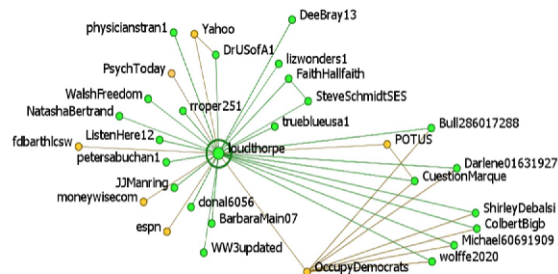 DeeBray13
physicianstran1
Yahoo
DrUSofA1
lizwonders1
PsychToday
FaithHallfaith
WalshFreedom
SteveSchmidtSES
rroper251
NatashaBertrand
trueblueusa1
Bull286017288
ListenHere12
POTUS
fdbarthlcsw
loudthorpe
petersabuchan1
Darlene01631927
JJManring
CuestionMarque
moneywisecom
donal6056
ShirleyDebalsi
BarbaraMain07
ColbertBigb
espn
Michael60691909
WW3updated
wolffe2020
OccupyDemocrats